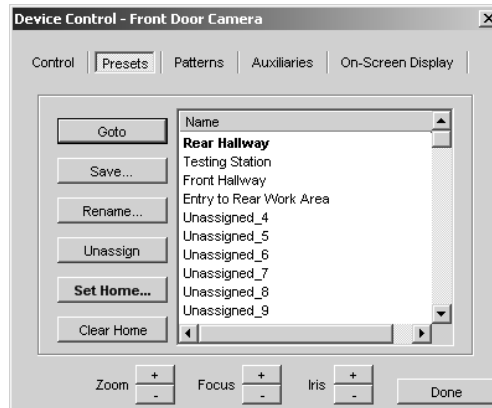 Device Control - Front Door Camera
Control Presets Patterns Auxiliaries On-Screen Display
Goto
Save...
Rename...
Unassign
Set Home...
Clear Home
Name
Rear Hallway
Testing Station
Front Hallway
Entry to Rear Work Area
Unassigned_4
Unassigned_5
Unassigned_6
Unassigned_7
Unassigned_8
Unassigned_9
Zoom + - Focus + - Iris + - Done